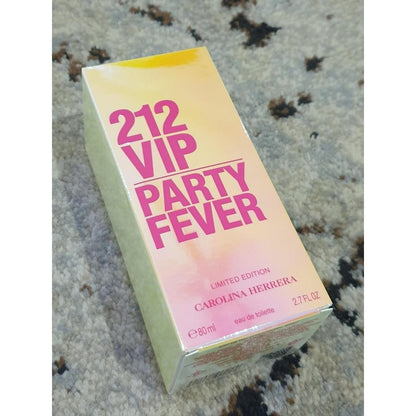 212
VIP
PARTY
FEVER
LIMITED EDITION
CAROLINA HERRERA
eau de toilette
℮80ml 2.7 FL OZ